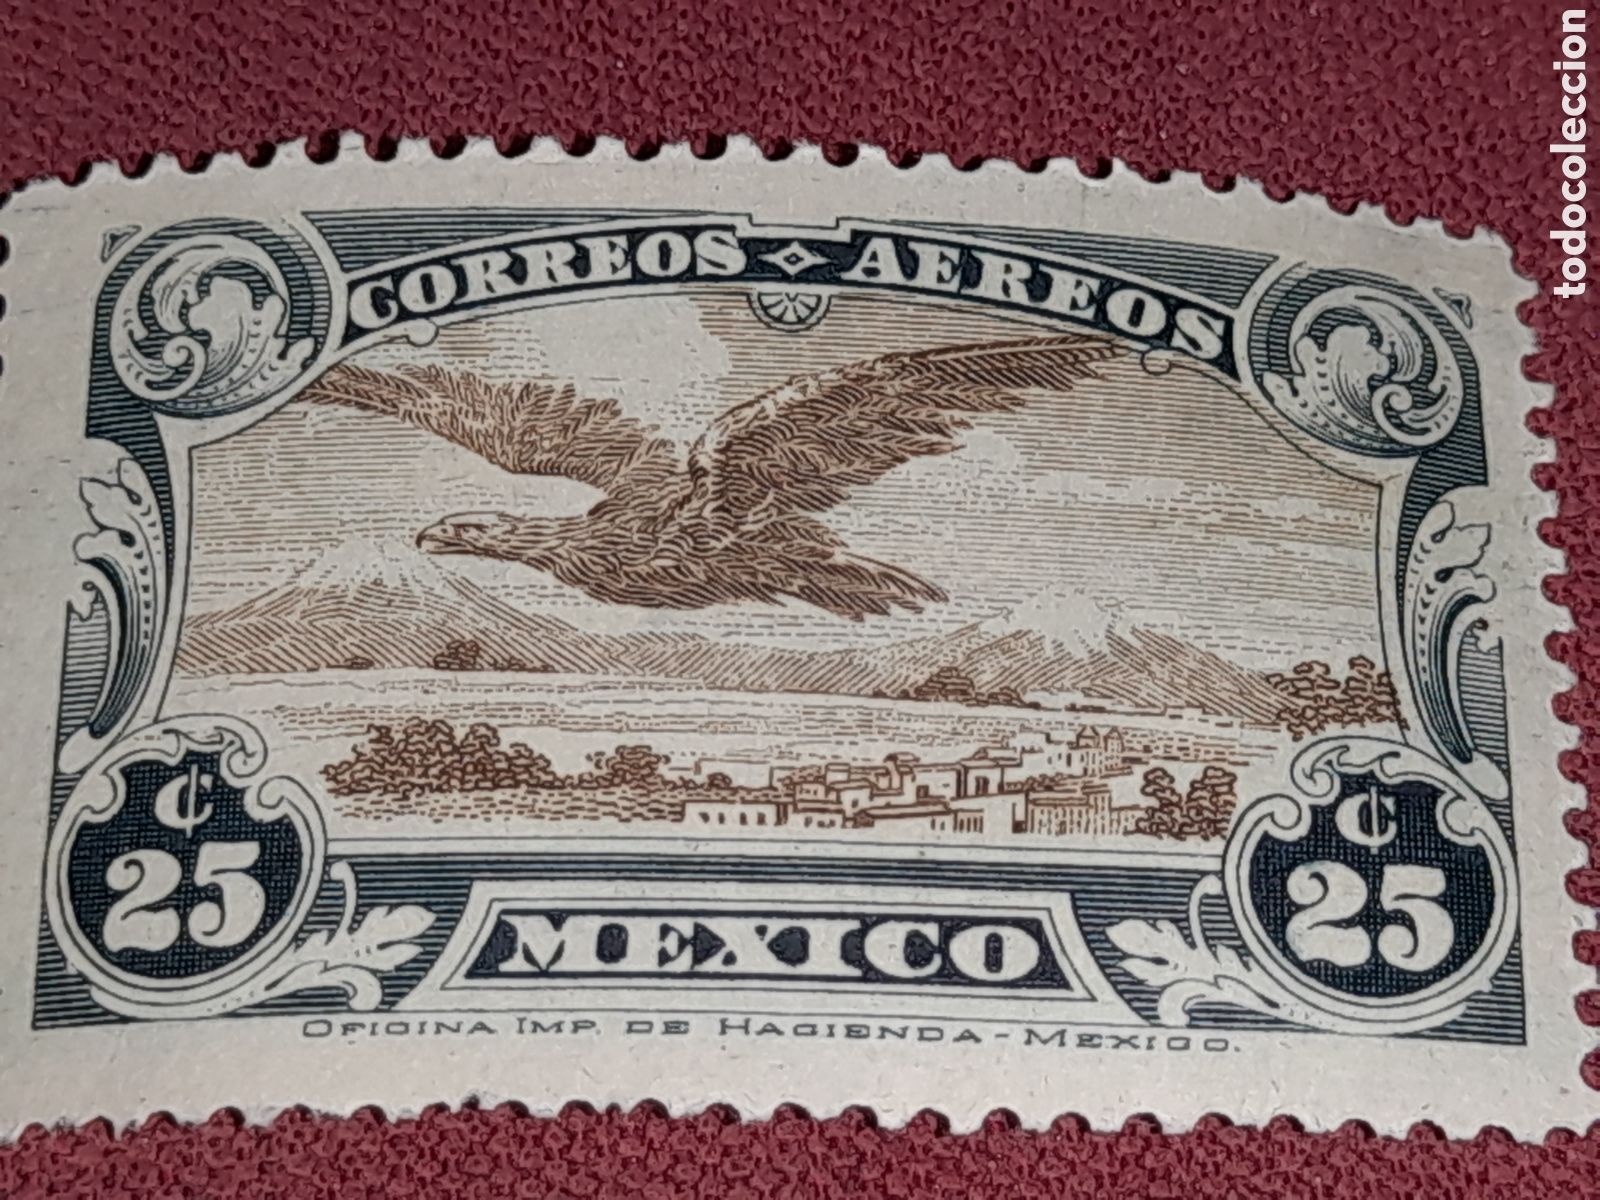 CORREOS AEREOS
¢
25
¢
25
MEXICO
OFICINA IMP. DE HACIENDA-MEXICO.
todocoleccion